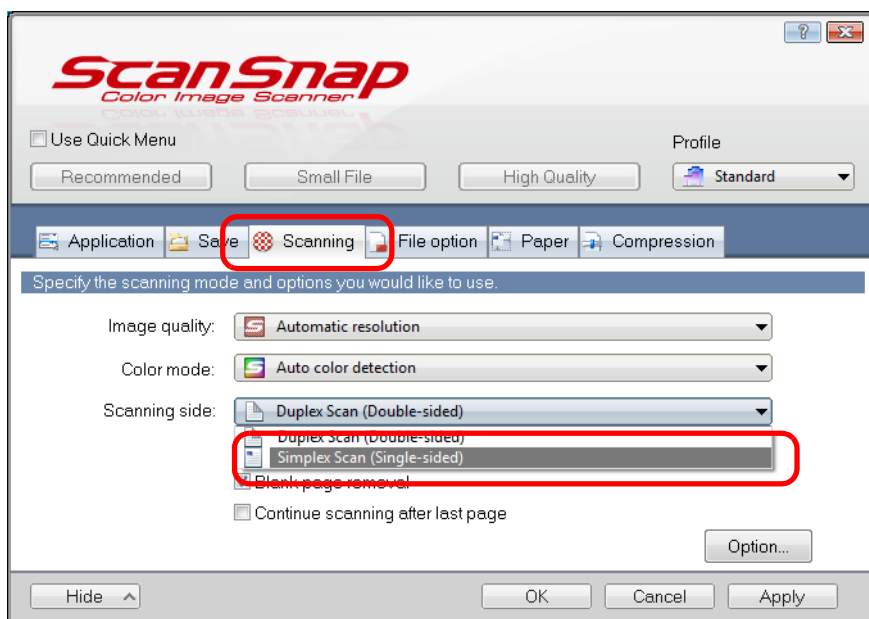 ScanSnap
Color Image Scanner
Use Quick Menu
Profile
Recommended Small File High Quality Standard
Application Save Scanning File option Paper Compression
Specify the scanning mode and options you would like to use.
Image quality: Automatic resolution
Color mode: Auto color detection
Scanning side: Duplex Scan (Double-sided)
Duplex Scan (Double-sided)
Simplex Scan (Single-sided)
Blank page removal
Continue scanning after last page
Option...
Hide OK Cancel Apply